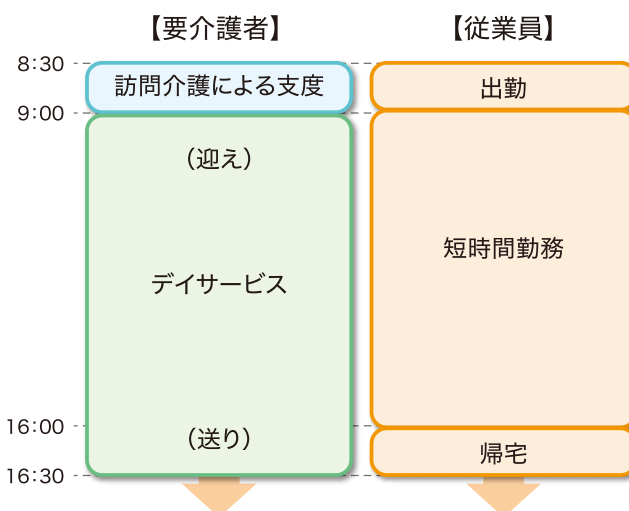 【要介護者】
【従業員】
8:30
訪問介護による支度
出勤
9:00
（迎え）
デイサービス
短時間勤務
16:00
（送り）
帰宅
16:30